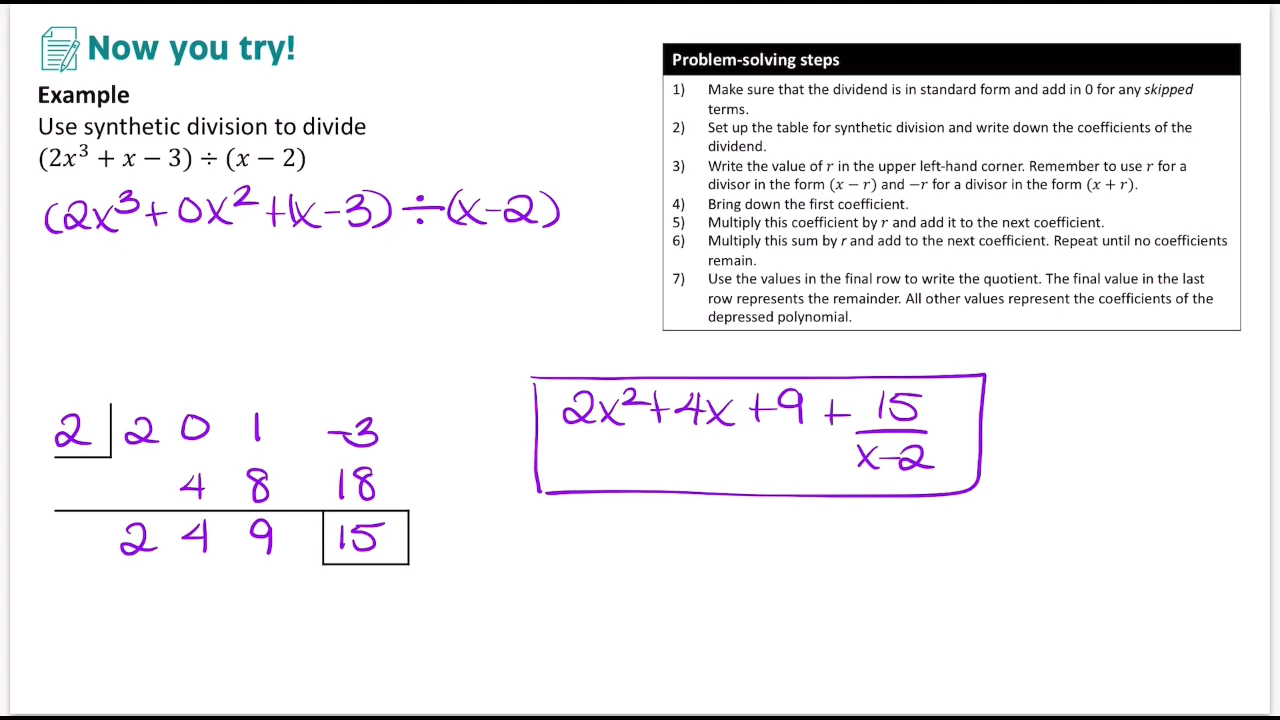 Now you try!
Example
Use synthetic division to divide
(2x³ + x − 3) ÷ (x − 2)
(2x³ + 0x² + 1x − 3) ÷ (x − 2)
Problem-solving steps
1) Make sure that the dividend is in standard form and add in 0 for any skipped
terms.
2) Set up the table for synthetic division and write down the coefficients of the
dividend.
3) Write the value of r in the upper left-hand corner. Remember to use r for a
divisor in the form (x − r) and −r for a divisor in the form (x + r).
4) Bring down the first coefficient.
5) Multiply this coefficient by r and add it to the next coefficient.
6) Multiply this sum by r and add to the next coefficient. Repeat until no coefficients
remain.
7) Use the values in the final row to write the quotient. The final value in the last
row represents the remainder. All other values represent the coefficients of the
depressed polynomial.
2 2 0 1 −3
4 8 18
2 4 9 15
2x² + 4x + 9 + 15
x − 2